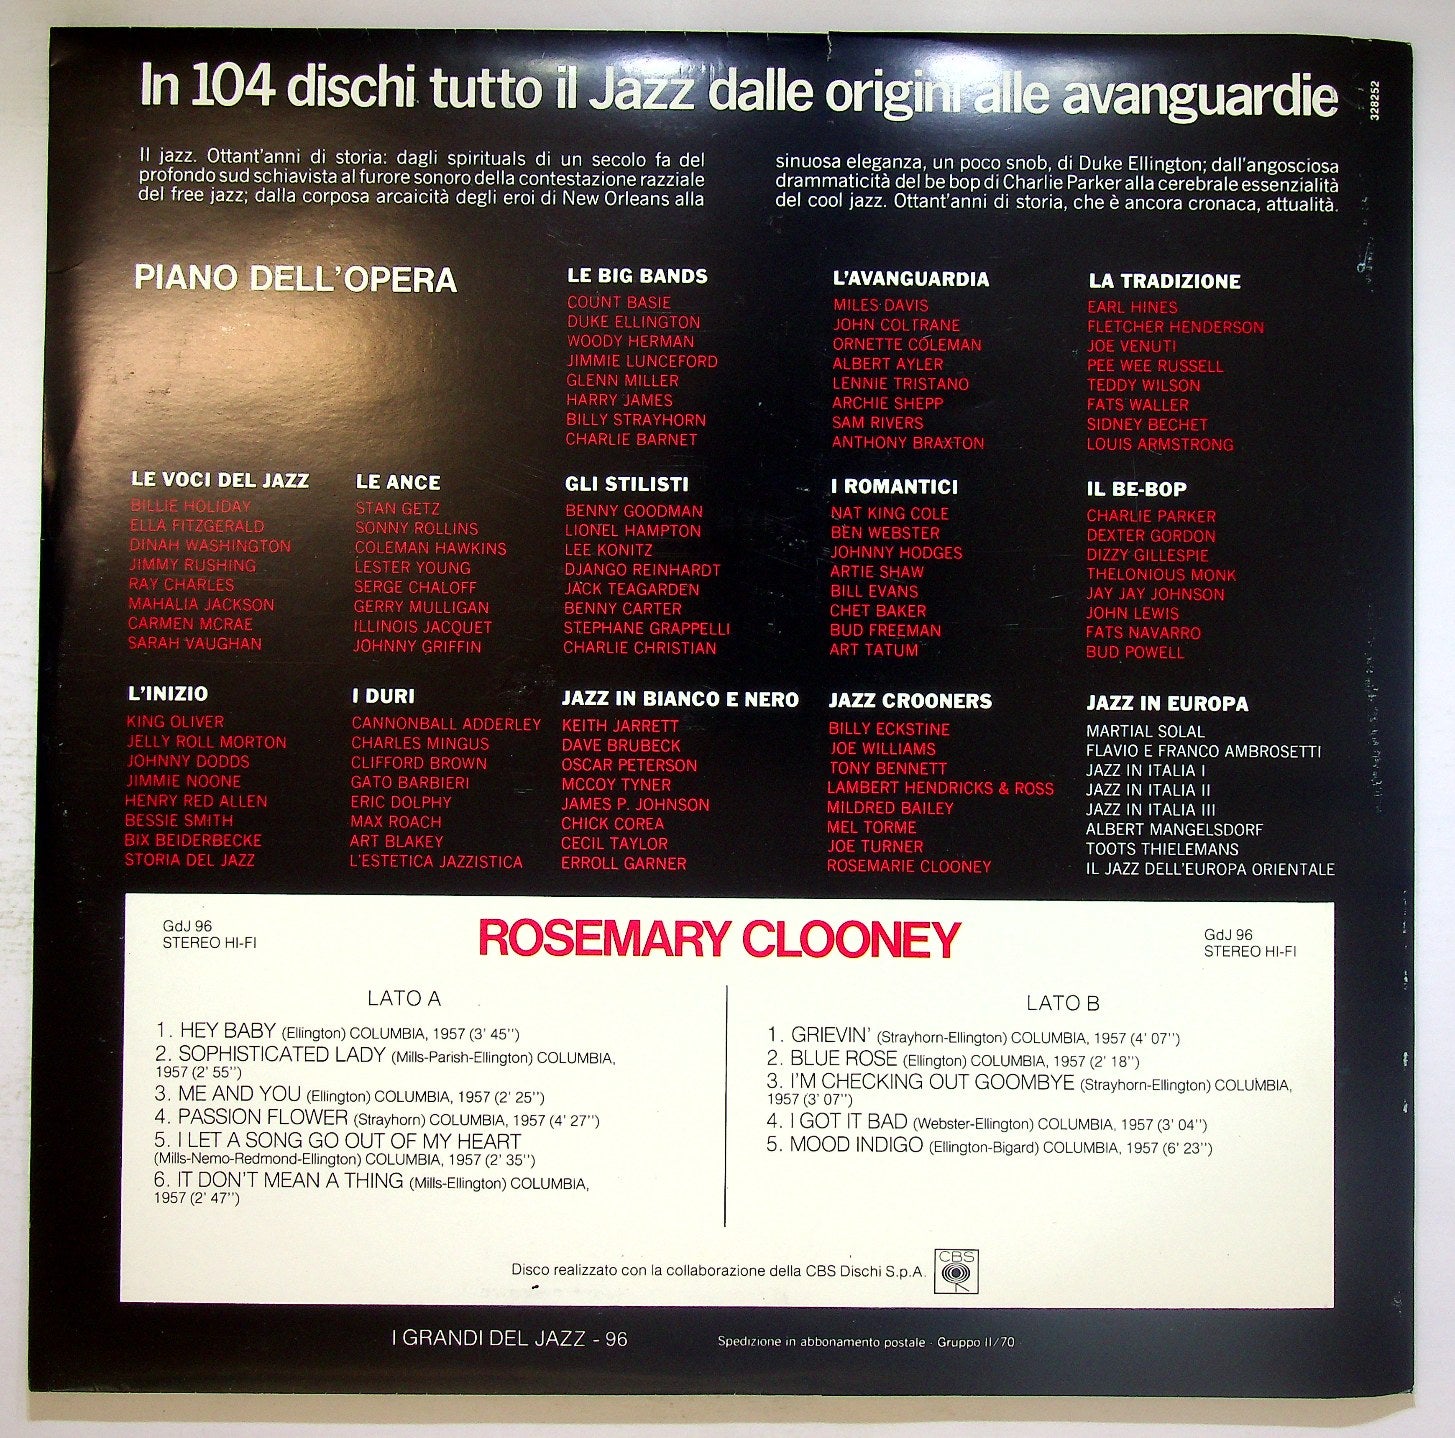 In 104 dischi tutto il Jazz dalle origini alle avanguardie
328252
Il jazz. Ottant'anni di storia: dagli spirituals di un secolo fa del
profondo sud schiavista al furore sonoro della contestazione razziale
del free jazz; dalla corposa arcaicità degli eroi di New Orleans alla
sinuosa eleganza, un poco snob, di Duke Ellington; dall'angosciosa
drammaticità del be bop di Charlie Parker alla cerebrale essenzialità
del cool jazz. Ottant'anni di storia, che è ancora cronaca, attualità.
PIANO DELL'OPERA
LE BIG BANDS
COUNT BASIE
DUKE ELLINGTON
WOODY HERMAN
JIMMIE LUNCEFORD
GLENN MILLER
HARRY JAMES
BILLY STRAYHORN
CHARLIE BARNET
L'AVANGUARDIA
MILES DAVIS
JOHN COLTRANE
ORNETTE COLEMAN
ALBERT AYLER
LENNIE TRISTANO
ARCHIE SHEPP
SAM RIVERS
ANTHONY BRAXTON
LA TRADIZIONE
EARL HINES
FLETCHER HENDERSON
JOE VENUTI
PEE WEE RUSSELL
TEDDY WILSON
FATS WALLER
SIDNEY BECHET
LOUIS ARMSTRONG
LE VOCI DEL JAZZ
BILLIE HOLIDAY
ELLA FITZGERALD
DINAH WASHINGTON
JIMMY RUSHING
RAY CHARLES
MAHALIA JACKSON
CARMEN MCRAE
SARAH VAUGHAN
LE ANCE
STAN GETZ
SONNY ROLLINS
COLEMAN HAWKINS
LESTER YOUNG
SERGE CHALOFF
GERRY MULLIGAN
ILLINOIS JACQUET
JOHNNY GRIFFIN
GLI STILISTI
BENNY GOODMAN
LIONEL HAMPTON
LEE KONITZ
DJANGO REINHARDT
JACK TEAGARDEN
BENNY CARTER
STEPHANE GRAPPELLI
CHARLIE CHRISTIAN
I ROMANTICI
NAT KING COLE
BEN WEBSTER
JOHNNY HODGES
ARTIE SHAW
BILL EVANS
CHET BAKER
BUD FREEMAN
ART TATUM
IL BE-BOP
CHARLIE PARKER
DEXTER GORDON
DIZZY GILLESPIE
THELONIOUS MONK
JAY JAY JOHNSON
JOHN LEWIS
FATS NAVARRO
BUD POWELL
L'INIZIO
KING OLIVER
JELLY ROLL MORTON
JOHNNY DODDS
JIMMIE NOONE
HENRY RED ALLEN
BESSIE SMITH
BIX BEIDERBECKE
STORIA DEL JAZZ
I DURI
CANNONBALL ADDERLEY
CHARLES MINGUS
CLIFFORD BROWN
GATO BARBIERI
ERIC DOLPHY
MAX ROACH
ART BLAKEY
L'ESTETICA JAZZISTICA
JAZZ IN BIANCO E NERO
KEITH JARRETT
DAVE BRUBECK
OSCAR PETERSON
MCCOY TYNER
JAMES P. JOHNSON
CHICK COREA
CECIL TAYLOR
ERROLL GARNER
JAZZ CROONERS
BILLY ECKSTINE
JOE WILLIAMS
TONY BENNETT
LAMBERT HENDRICKS & ROSS
MILDRED BAILEY
MEL TORME
JOE TURNER
ROSEMARIE CLOONEY
JAZZ IN EUROPA
MARTIAL SOLAL
FLAVIO E FRANCO AMBROSETTI
JAZZ IN ITALIA I
JAZZ IN ITALIA II
JAZZ IN ITALIA III
ALBERT MANGELSDORF
TOOTS THIELEMANS
IL JAZZ DELL'EUROPA ORIENTALE
GdJ 96
STEREO HI-FI
ROSEMARY CLOONEY
GdJ 96
STEREO HI-FI
LATO A
1. HEY BABY (Ellington) COLUMBIA, 1957 (3' 45'')
2. SOPHISTICATED LADY (Mills-Parish-Ellington) COLUMBIA,
1957 (2' 55'')
3. ME AND YOU (Ellington) COLUMBIA, 1957 (2' 25'')
4. PASSION FLOWER (Strayhorn) COLUMBIA, 1957 (4' 27'')
5. I LET A SONG GO OUT OF MY HEART
(Mills-Nemo-Redmond-Ellington) COLUMBIA, 1957 (2' 35'')
6. IT DON'T MEAN A THING (Mills-Ellington) COLUMBIA,
1957 (2' 47'')
LATO B
1. GRIEVIN' (Strayhorn-Ellington) COLUMBIA, 1957 (4' 07'')
2. BLUE ROSE (Ellington) COLUMBIA, 1957 (2' 18'')
3. I'M CHECKING OUT GOOMBYE (Strayhorn-Ellington) COLUMBIA,
1957 (3' 07'')
4. I GOT IT BAD (Webster-Ellington) COLUMBIA, 1957 (3' 04'')
5. MOOD INDIGO (Ellington-Bigard) COLUMBIA, 1957 (6' 23'')
Disco realizzato con la collaborazione della CBS Dischi S.p.A.
CBS
I GRANDI DEL JAZZ - 96
Spedizione in abbonamento postale - Gruppo II/70